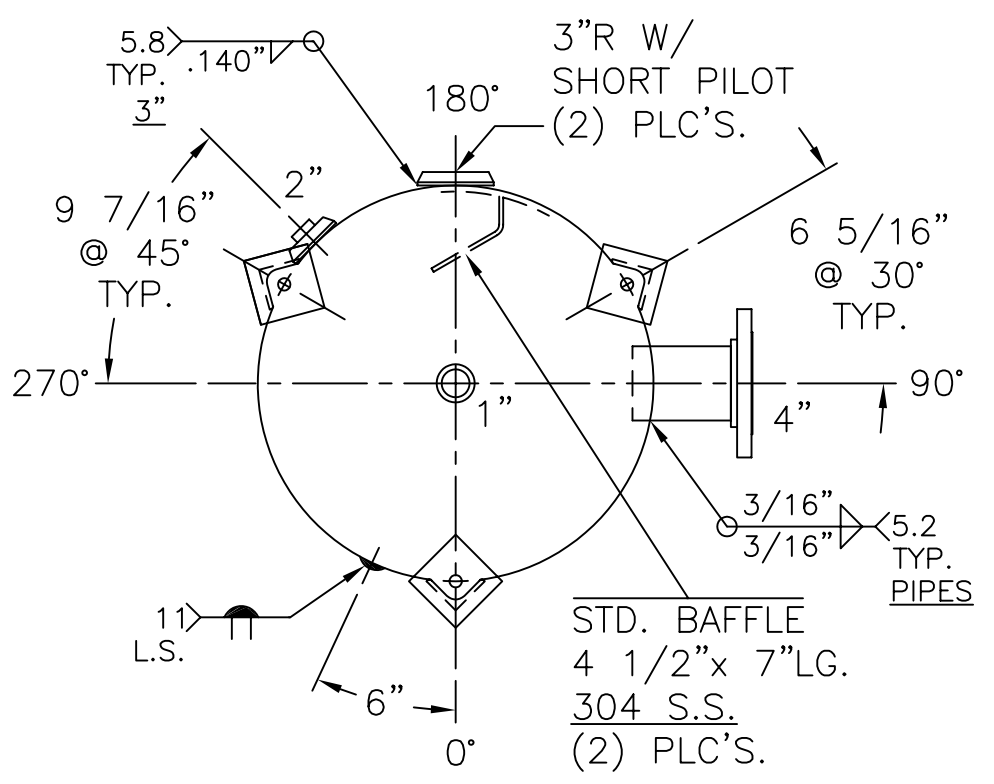 5.8
TYP.
3”
.140”
180°
3”R W/
SHORT PILOT
(2) PLC'S.
9 7/16”
@ 45°
TYP.
2”
6 5/16”
@ 30°
TYP.
270°
1”
4”
90°
3/16”
3/16”
5.2
TYP.
PIPES
11
L.S.
6”
0°
STD. BAFFLE
4 1/2”x 7”LG.
304 S.S.
(2) PLC'S.